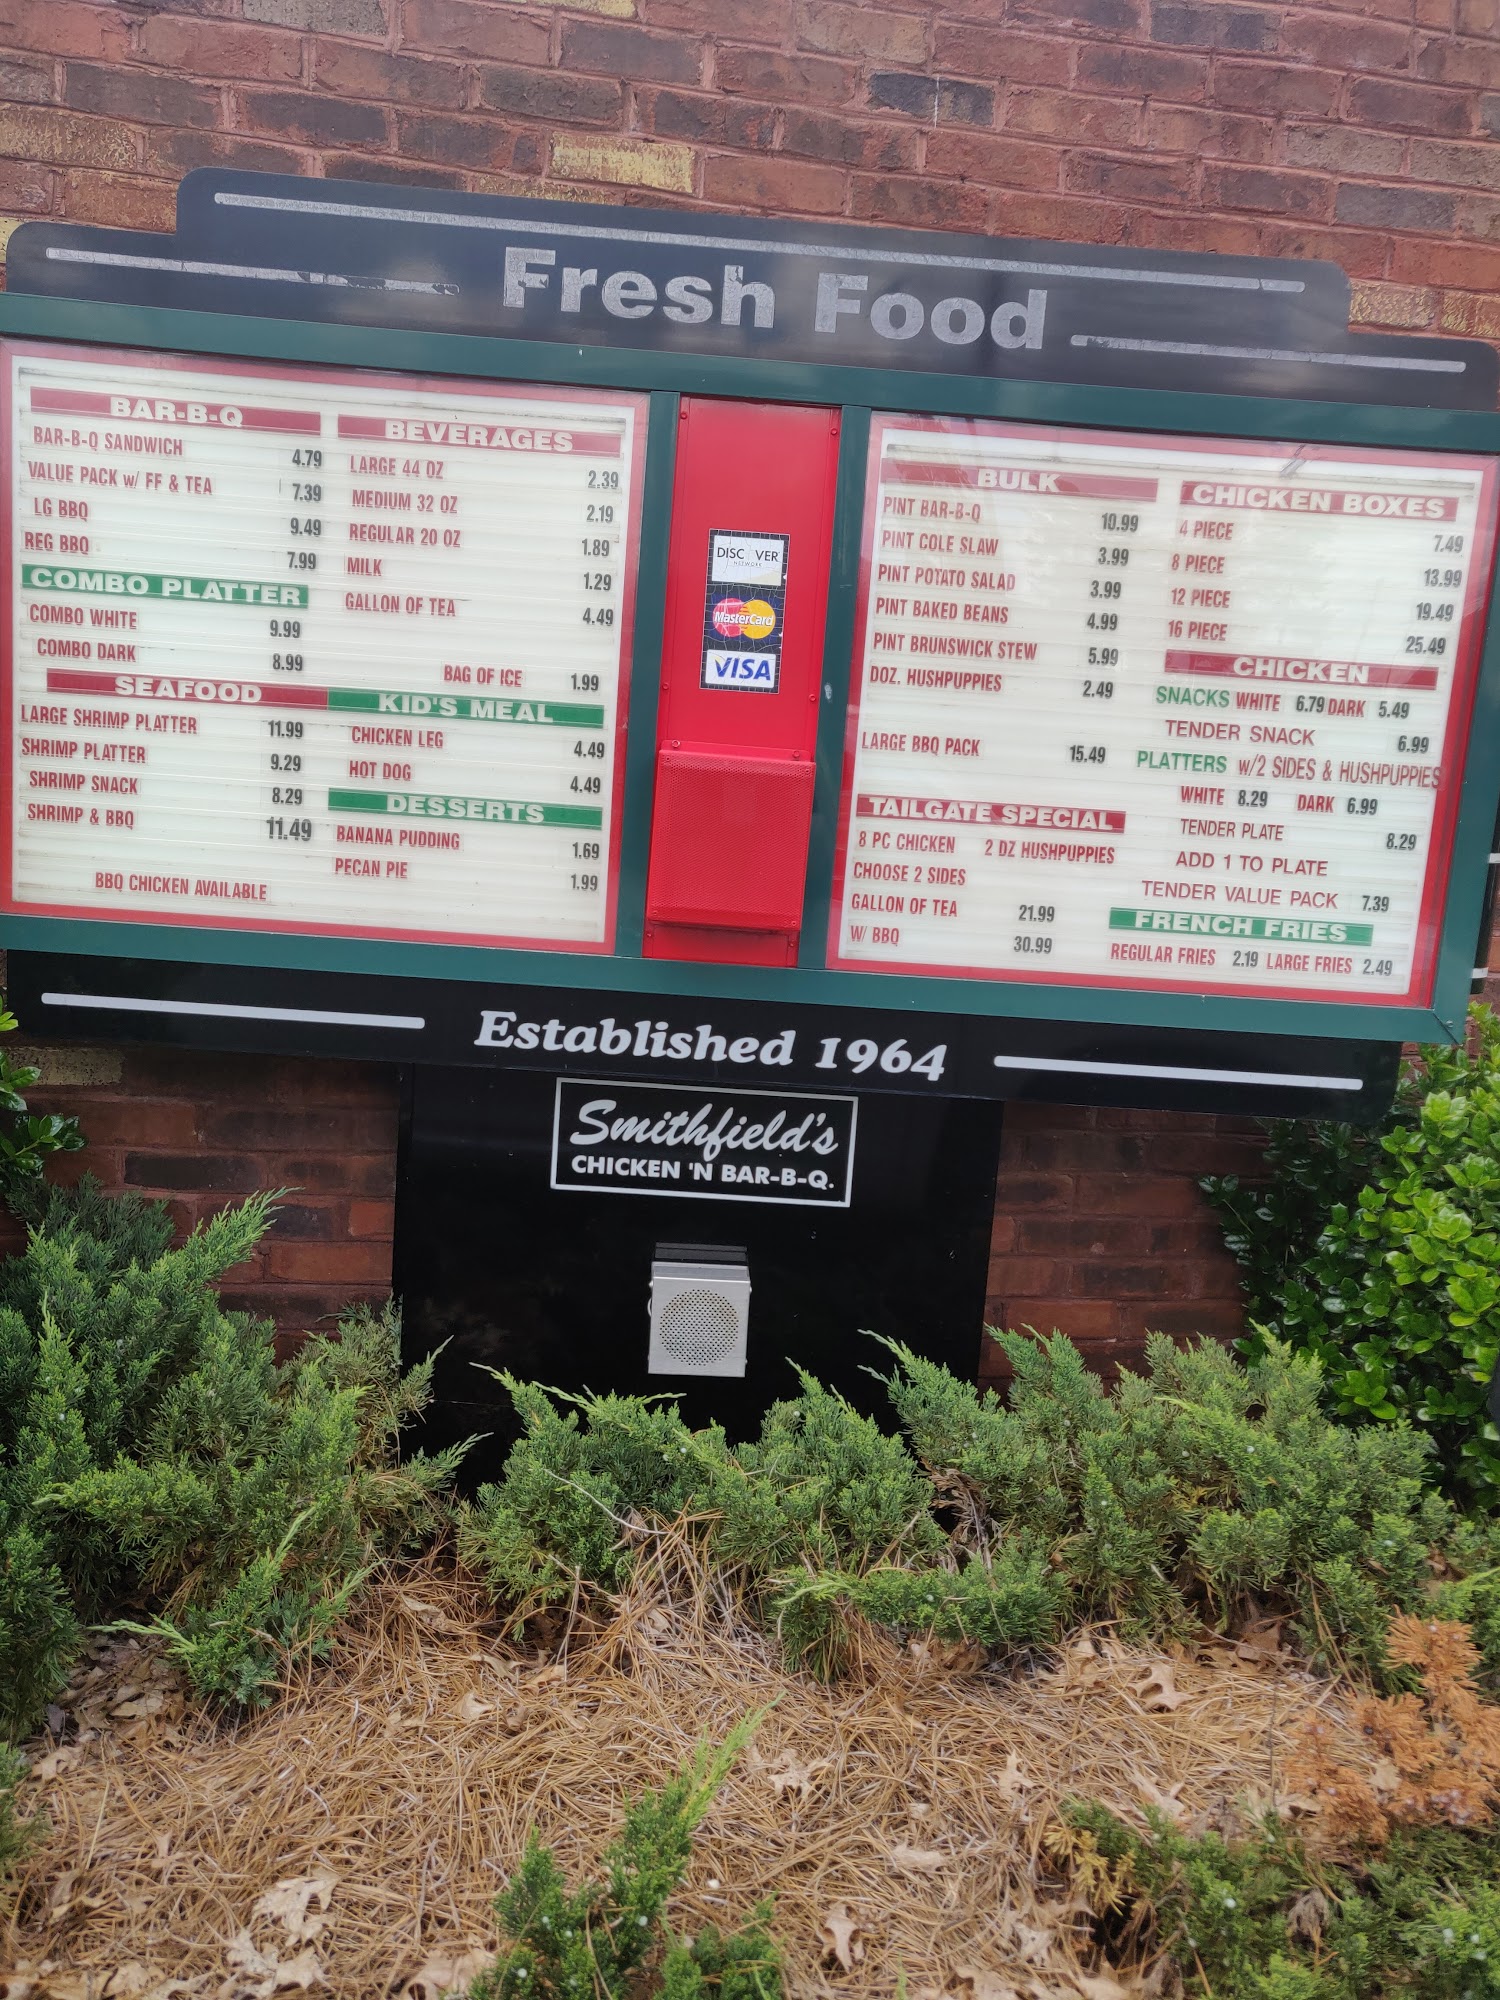 Fresh Food
BAR-B-Q
BAR-B-Q SANDWICH 4.79
VALUE PACK w/ FF & TEA 7.39
LG BBQ 9.49
REG BBQ 7.99
COMBO PLATTER
COMBO WHITE 9.99
COMBO DARK 8.99
SEAFOOD
LARGE SHRIMP PLATTER 11.99
SHRIMP PLATTER 9.29
SHRIMP SNACK 8.29
SHRIMP & BBQ 11.49
BBQ CHICKEN AVAILABLE
BEVERAGES
LARGE 44 OZ 2.39
MEDIUM 32 OZ 2.19
REGULAR 20 OZ 1.89
MILK 1.29
GALLON OF TEA 4.49
BAG OF ICE 1.99
KID'S MEAL
CHICKEN LEG 4.49
HOT DOG 4.49
DESSERTS
BANANA PUDDING 1.69
PECAN PIE 1.99
DISC VER
NETWORK
MasterCard
VISA
BULK
PINT BAR-B-Q 10.99
PINT COLE SLAW 3.99
PINT POTATO SALAD 3.99
PINT BAKED BEANS 4.99
PINT BRUNSWICK STEW 5.99
DOZ. HUSHPUPPIES 2.49
LARGE BBQ PACK 15.49
TAILGATE SPECIAL
8 PC CHICKEN 2 DZ HUSHPUPPIES
CHOOSE 2 SIDES
GALLON OF TEA 21.99
W/ BBQ 30.99
CHICKEN BOXES
4 PIECE 7.49
8 PIECE 13.99
12 PIECE 19.49
16 PIECE 25.49
CHICKEN
SNACKS WHITE 6.79 DARK 5.49
TENDER SNACK 6.99
PLATTERS w/2 SIDES & HUSHPUPPIES
WHITE 8.29 DARK 6.99
TENDER PLATE 8.29
ADD 1 TO PLATE
TENDER VALUE PACK 7.39
FRENCH FRIES
REGULAR FRIES 2.19 LARGE FRIES 2.49
Established 1964
Smithfield's
CHICKEN 'N BAR-B-Q.